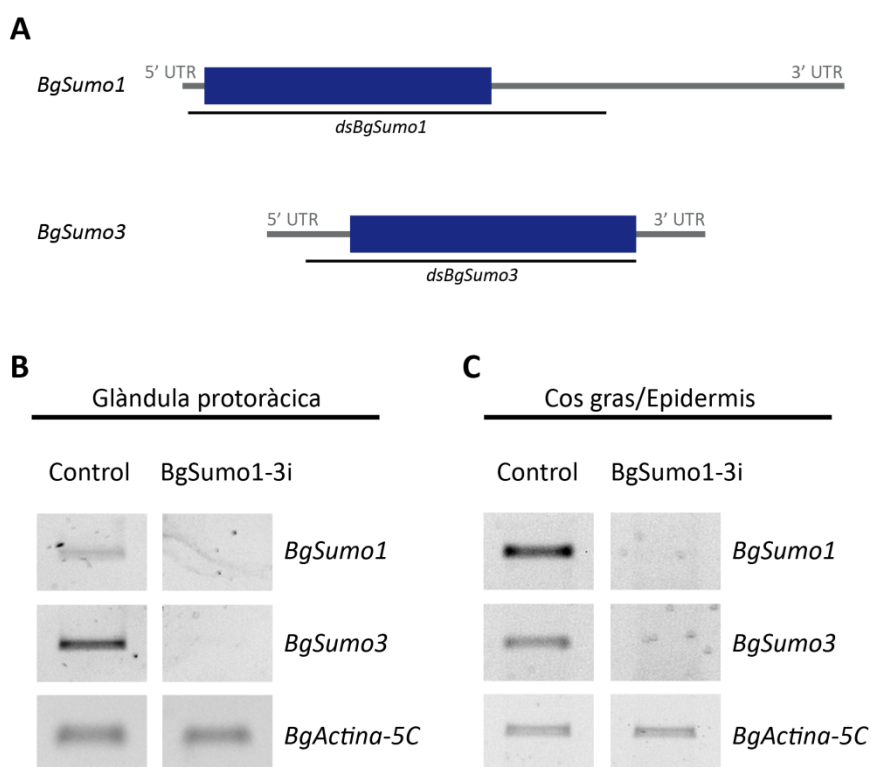 A
5’ UTR
3’ UTR
BgSumo1
dsBgSumo1
5’ UTR
3’ UTR
BgSumo3
dsBgSumo3
B
Glàndula protoràcica
Control BgSumo1-3i
BgSumo1
BgSumo3
BgActina-5C
C
Cos gras/Epidermis
Control BgSumo1-3i
BgSumo1
BgSumo3
BgActina-5C